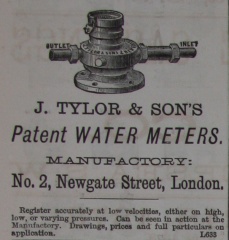 OUTLET INLET
J. TYLOR & SON'S
Patent WATER METERS.
MANUFACTORY:
No. 2, Newgate Street, London.
Register accurately at low velocities, either on high,
low, or varying pressures. Can be seen in action at the
Manufactory. Drawings, prices and full particulars on
application. L633